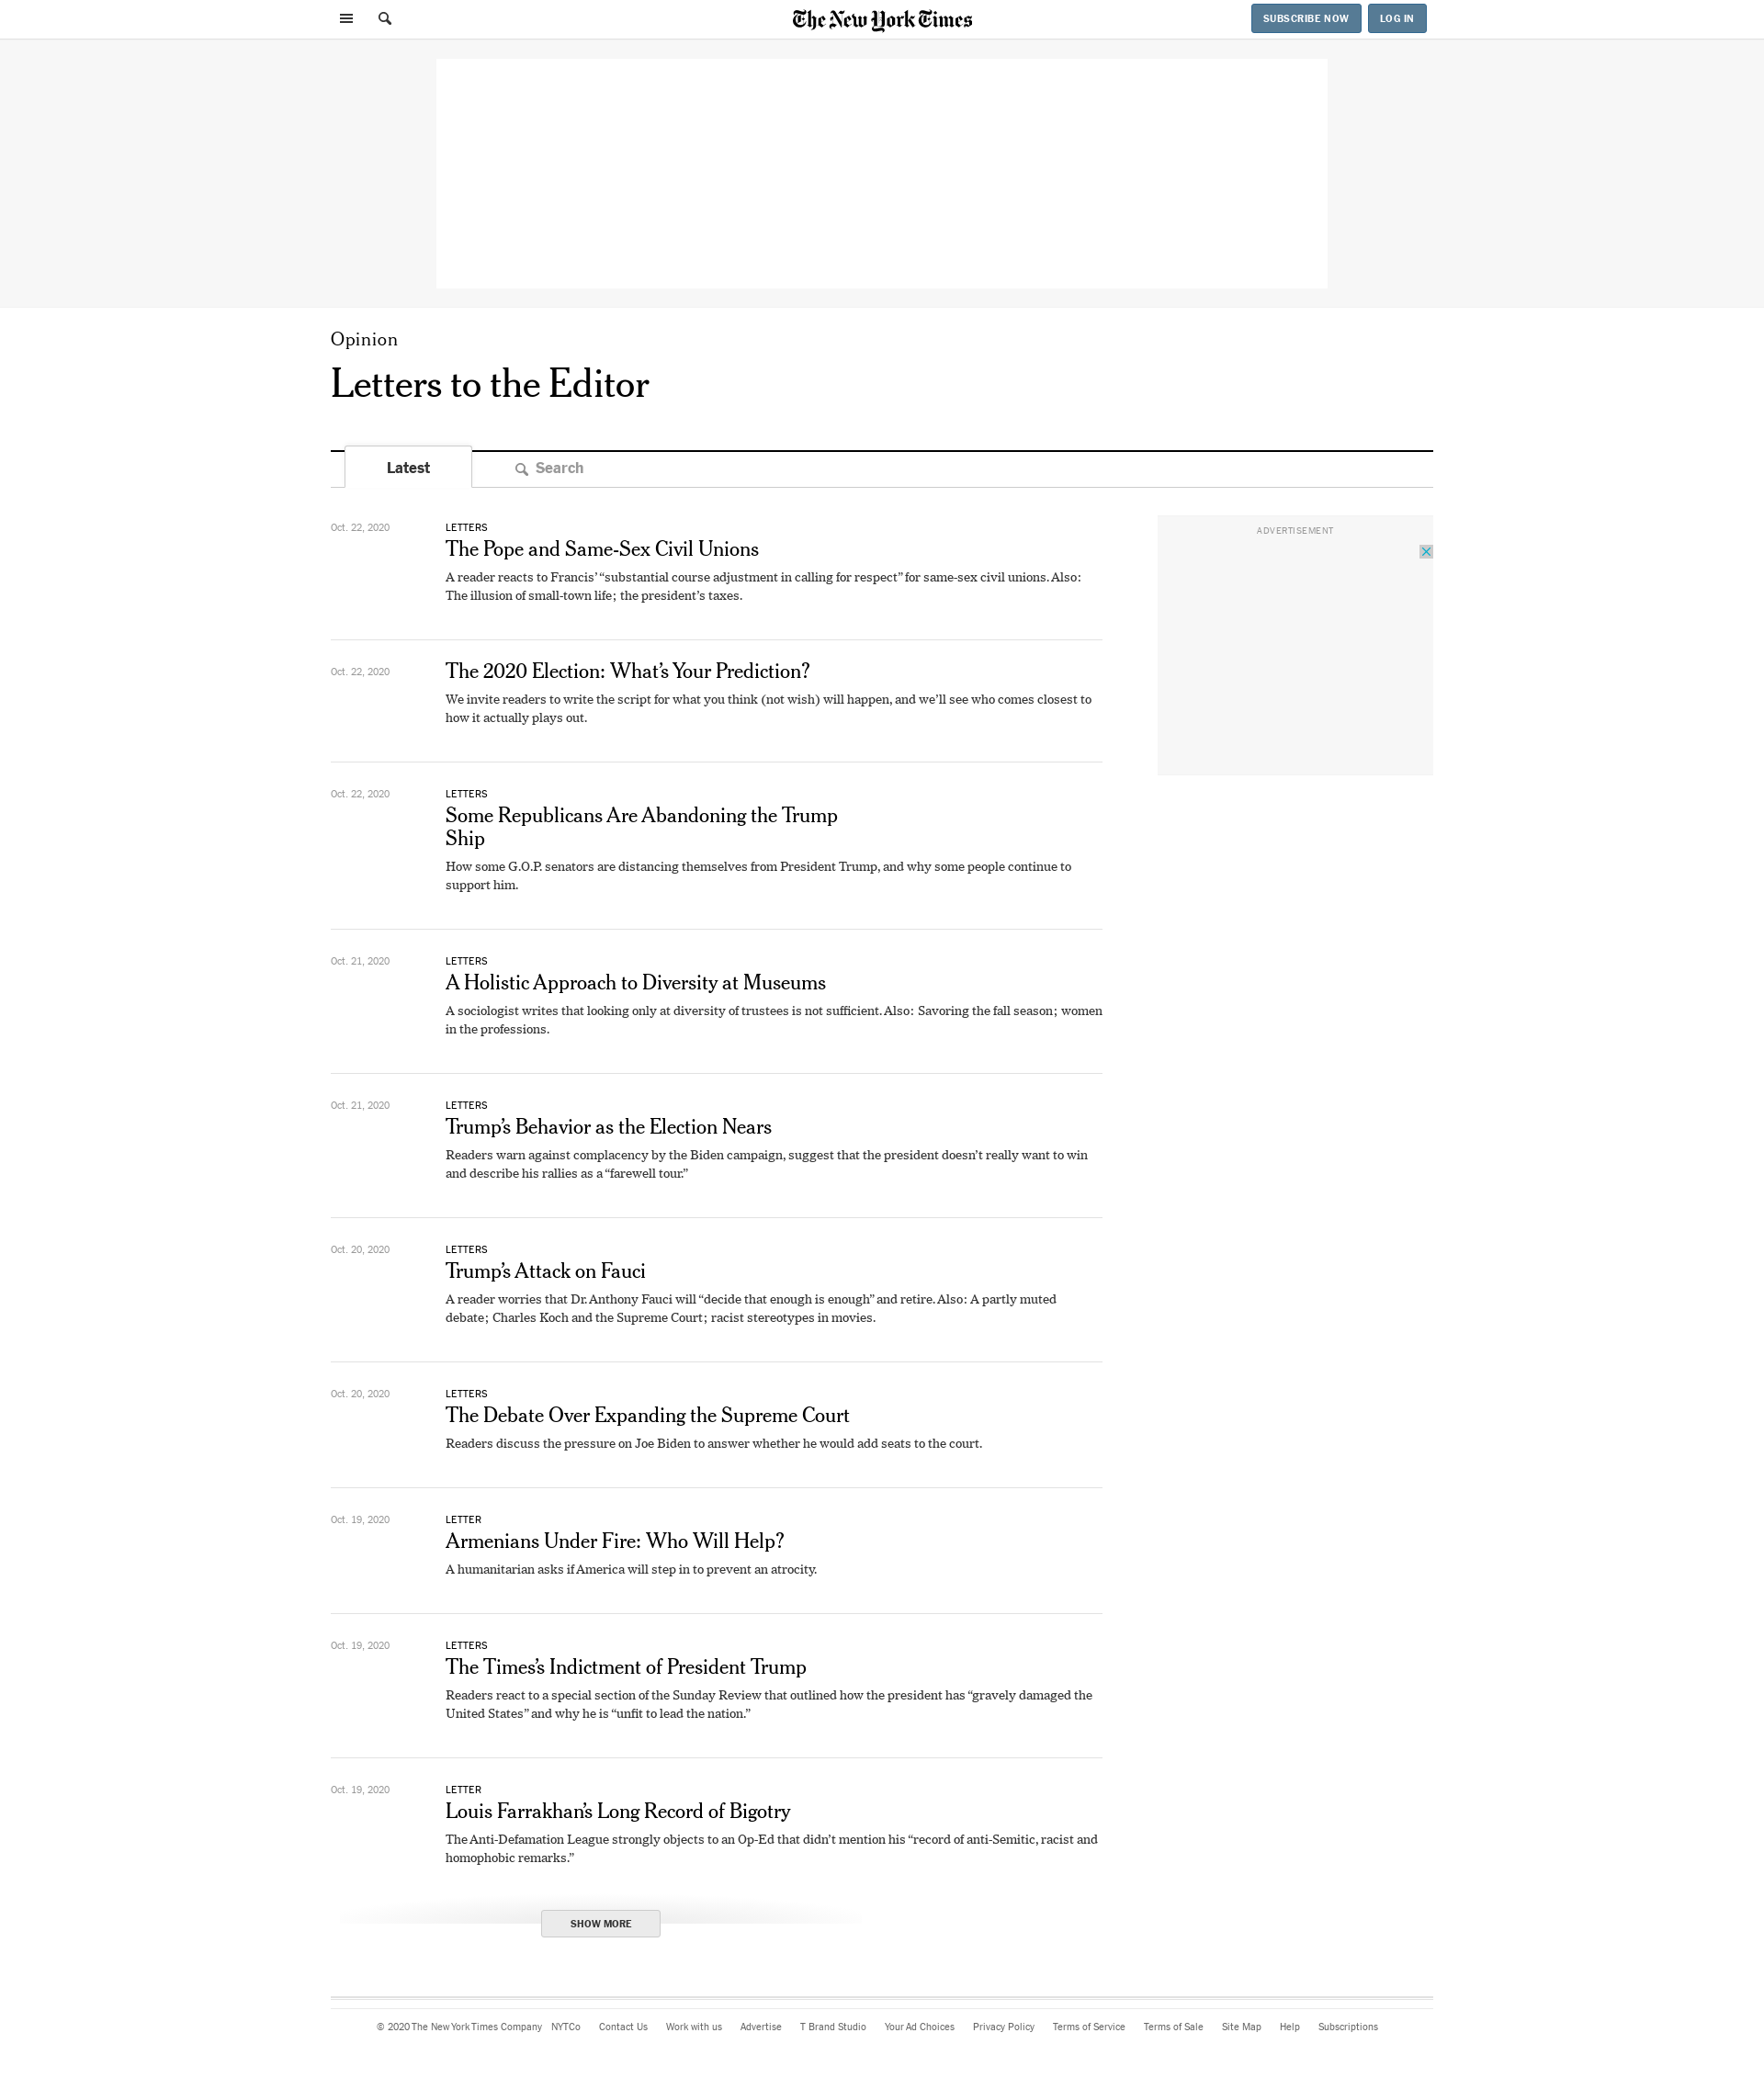 The New York Times
SUBSCRIBE NOW
LOG IN
Opinion
Letters to the Editor
Latest
Search
Oct. 22, 2020
LETTERS
The Pope and Same-Sex Civil Unions
A reader reacts to Francis’ “substantial course adjustment in calling for respect” for same-sex civil unions. Also:
The illusion of small-town life; the president’s taxes.
ADVERTISEMENT
Oct. 22, 2020
The 2020 Election: What’s Your Prediction?
We invite readers to write the script for what you think (not wish) will happen, and we’ll see who comes closest to
how it actually plays out.
Oct. 22, 2020
LETTERS
Some Republicans Are Abandoning the Trump
Ship
How some G.O.P. senators are distancing themselves from President Trump, and why some people continue to
support him.
Oct. 21, 2020
LETTERS
A Holistic Approach to Diversity at Museums
A sociologist writes that looking only at diversity of trustees is not sufficient. Also: Savoring the fall season; women
in the professions.
Oct. 21, 2020
LETTERS
Trump’s Behavior as the Election Nears
Readers warn against complacency by the Biden campaign, suggest that the president doesn’t really want to win
and describe his rallies as a “farewell tour.”
Oct. 20, 2020
LETTERS
Trump’s Attack on Fauci
A reader worries that Dr. Anthony Fauci will “decide that enough is enough” and retire. Also: A partly muted
debate; Charles Koch and the Supreme Court; racist stereotypes in movies.
Oct. 20, 2020
LETTERS
The Debate Over Expanding the Supreme Court
Readers discuss the pressure on Joe Biden to answer whether he would add seats to the court.
Oct. 19, 2020
LETTER
Armenians Under Fire: Who Will Help?
A humanitarian asks if America will step in to prevent an atrocity.
Oct. 19, 2020
LETTERS
The Times’s Indictment of President Trump
Readers react to a special section of the Sunday Review that outlined how the president has “gravely damaged the
United States” and why he is “unfit to lead the nation.”
Oct. 19, 2020
LETTER
Louis Farrakhan’s Long Record of Bigotry
The Anti-Defamation League strongly objects to an Op-Ed that didn’t mention his “record of anti-Semitic, racist and
homophobic remarks.”
SHOW MORE
© 2020 The New York Times Company NYTCo Contact Us Work with us Advertise T Brand Studio Your Ad Choices Privacy Policy Terms of Service Terms of Sale Site Map Help Subscriptions